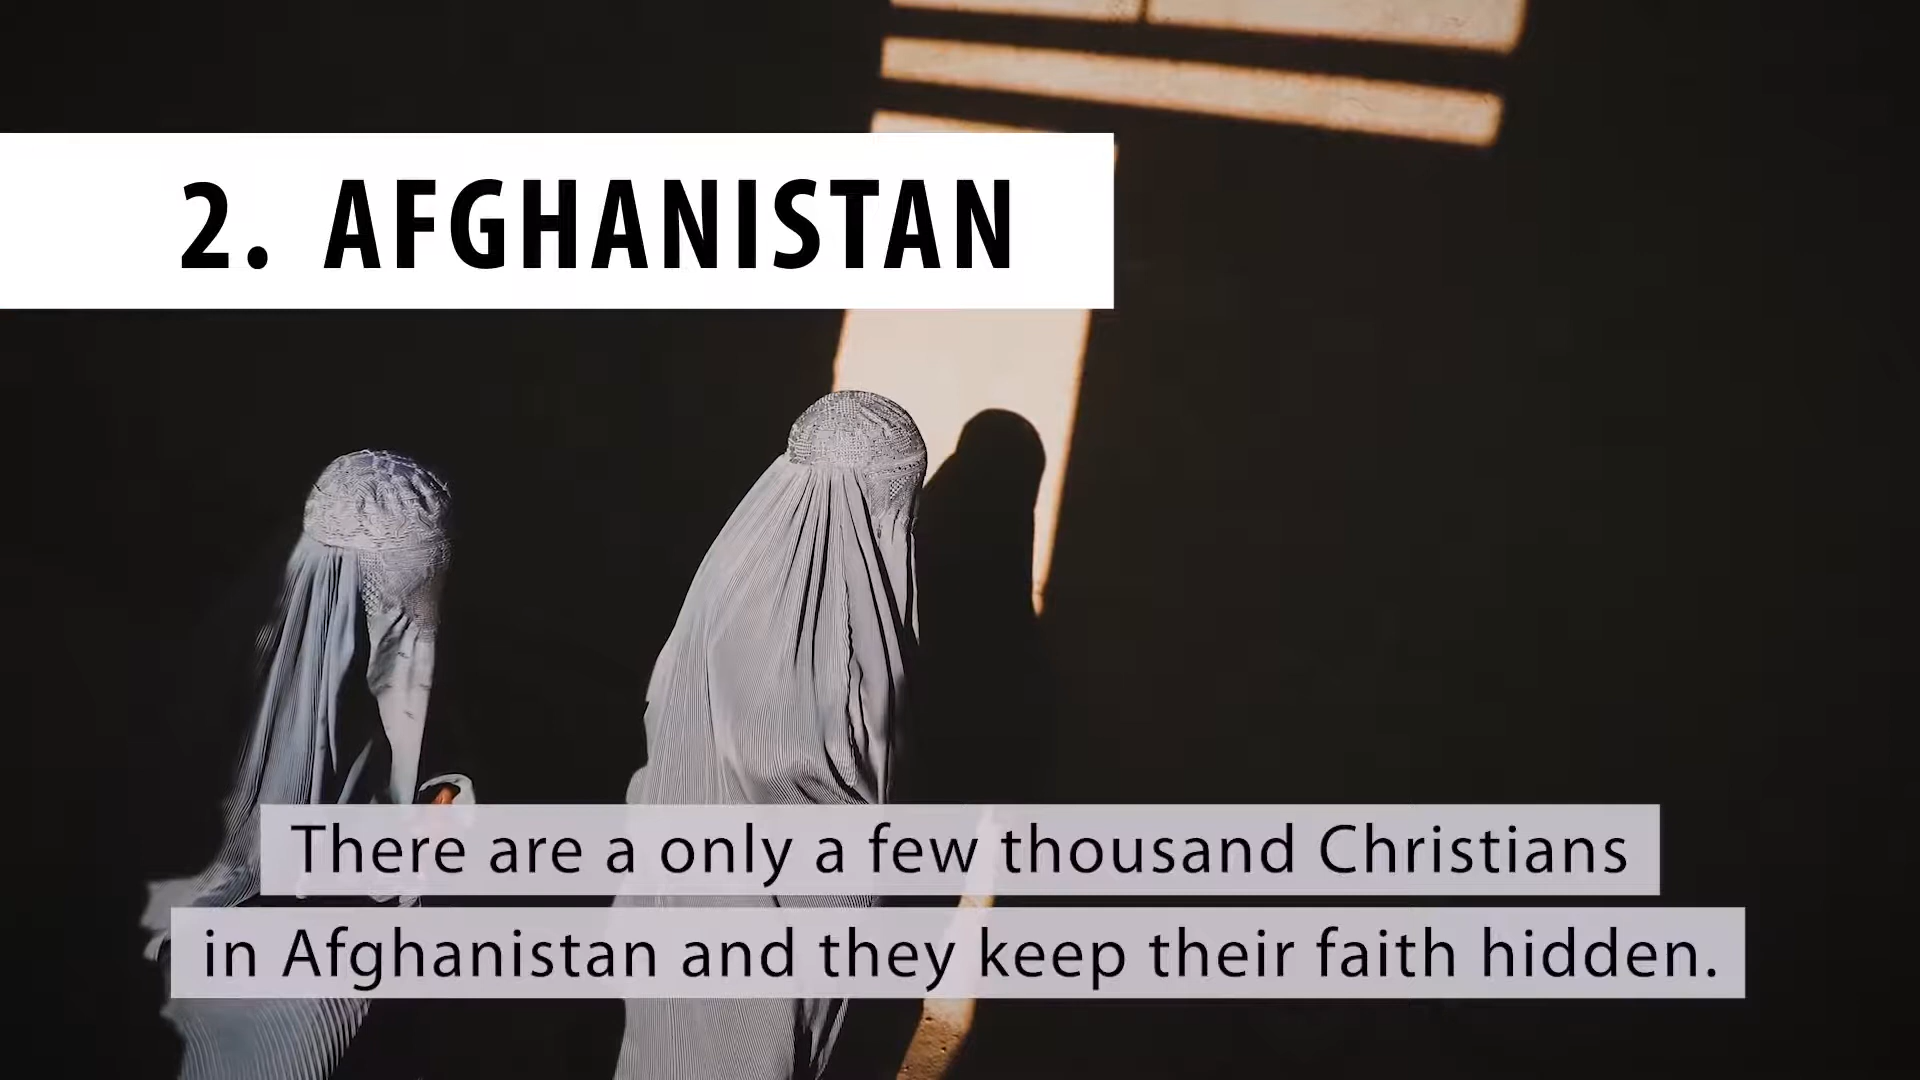 2. AFGHANISTAN
There are a only a few thousand Christians
in Afghanistan and they keep their faith hidden.